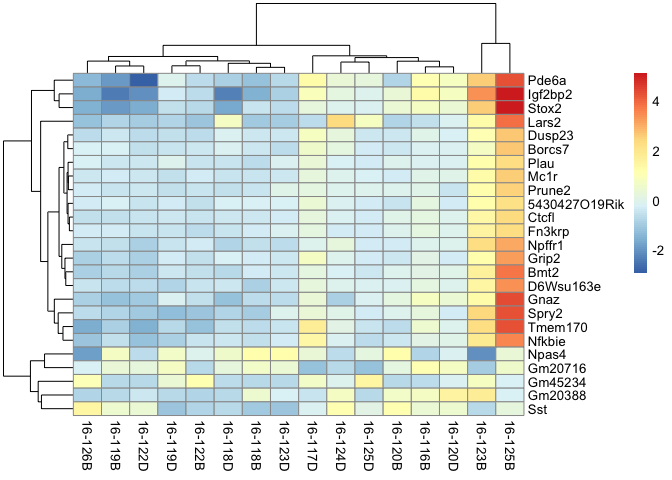 Pde6a
Igf2bp2
Stox2
Lars2
Dusp23
Borcs7
Plau
Mc1r
Prune2
5430427O19Rik
Ctcfl
Fn3krp
Npffr1
Grip2
Bmt2
D6Wsu163e
Gnaz
Spry2
Tmem170
Nfkbie
Npas4
Gm20716
Gm45234
Gm20388
Sst
4
2
0
-2
16-126B
16-119B
16-122D
16-119D
16-122B
16-118D
16-118B
16-123D
16-117D
16-124D
16-125D
16-120B
16-116B
16-120D
16-123B
16-125B